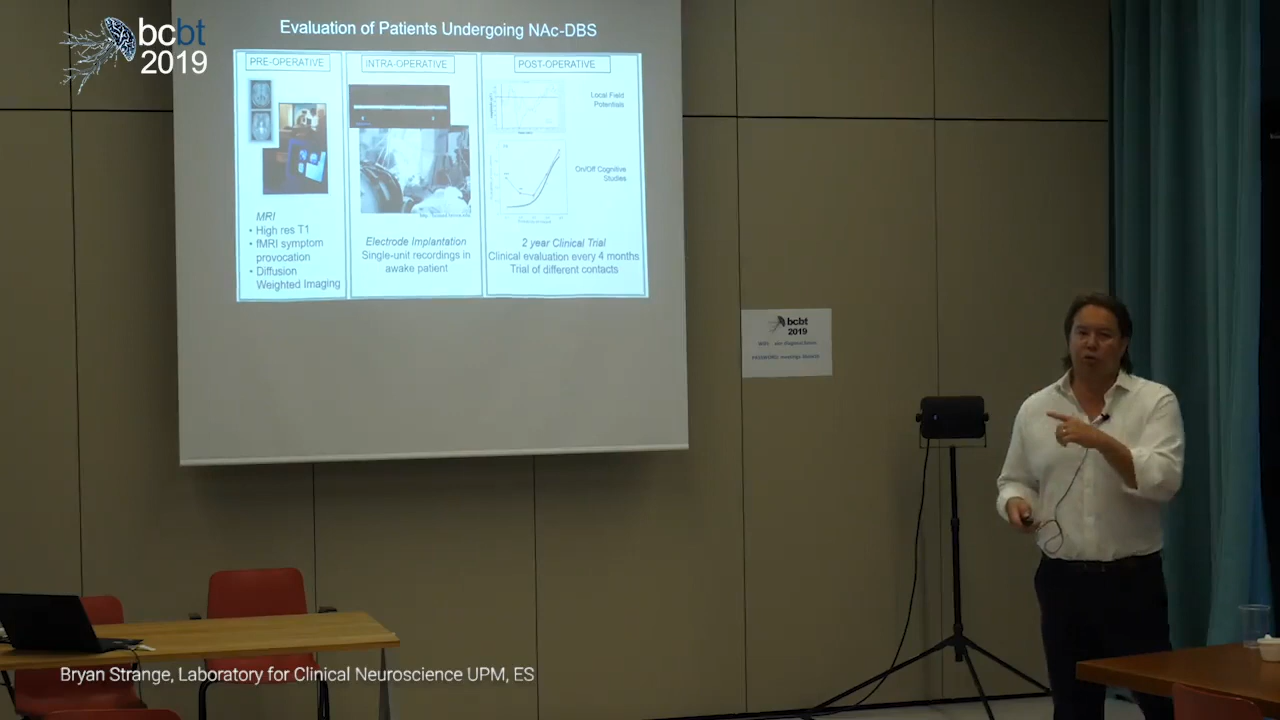 bcbt
2019
Evaluation of Patients Undergoing NAc-DBS
PRE-OPERATIVE
MRI
• High res T1
• fMRI symptom
provocation
• Diffusion
Weighted Imaging
INTRA-OPERATIVE
Electrode Implantation
Single-unit recordings in
awake patient
POST-OPERATIVE
Local Field
Potentials
On/Off Cognitive
Studies
2 year Clinical Trial
Clinical evaluation every 4 months
Trial of different contacts
bcbt
2019
Bryan Strange, Laboratory for Clinical Neuroscience UPM, ES